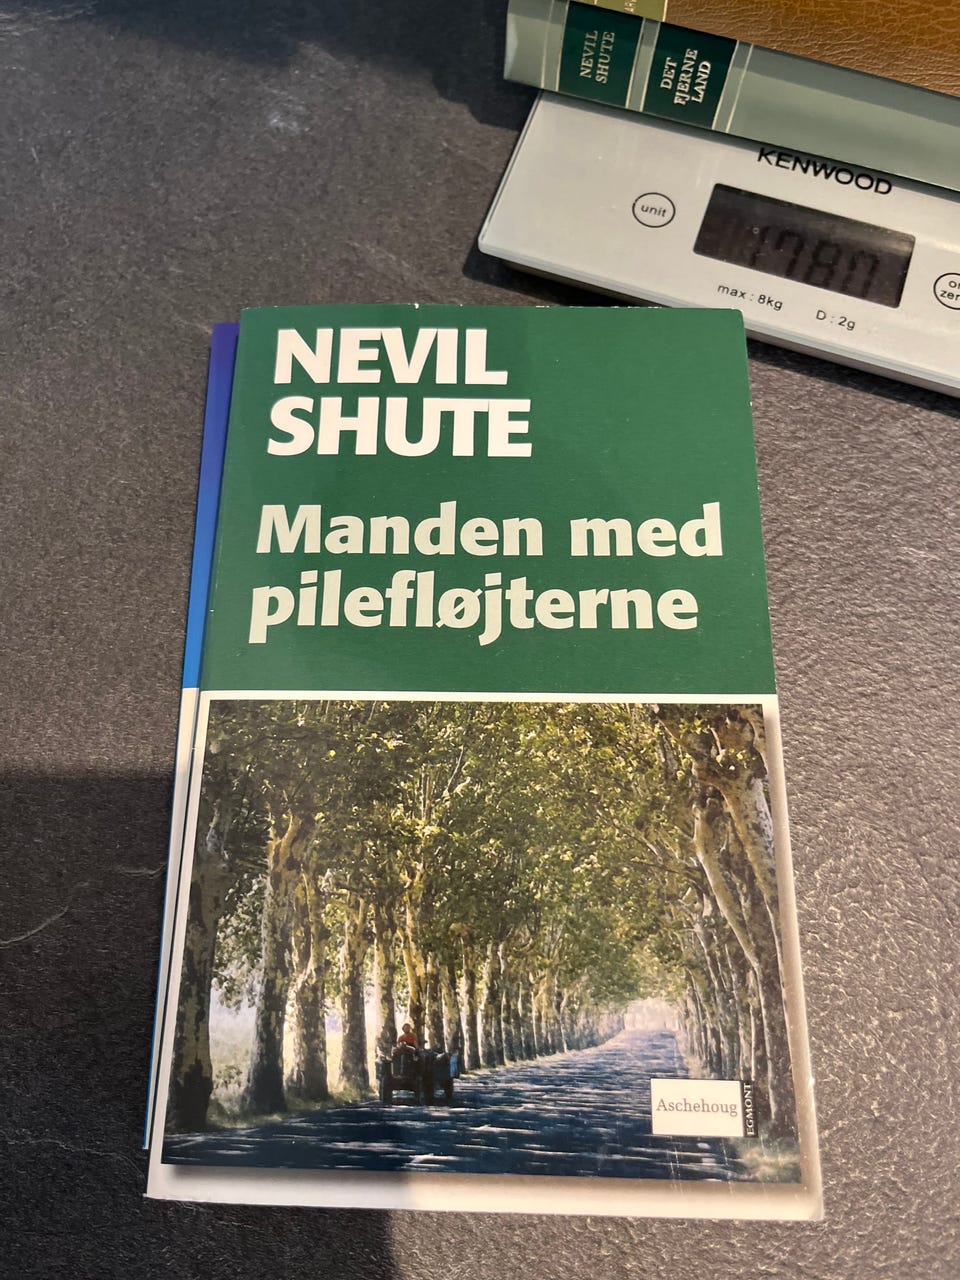 NEVIL
SHUTE
DET
FJERNE
LAND
KENWOOD
unit
max : 8kg
D : 2g
NEVIL
SHUTE
Manden med
pilefløjterne
Aschehoug
EGMONT